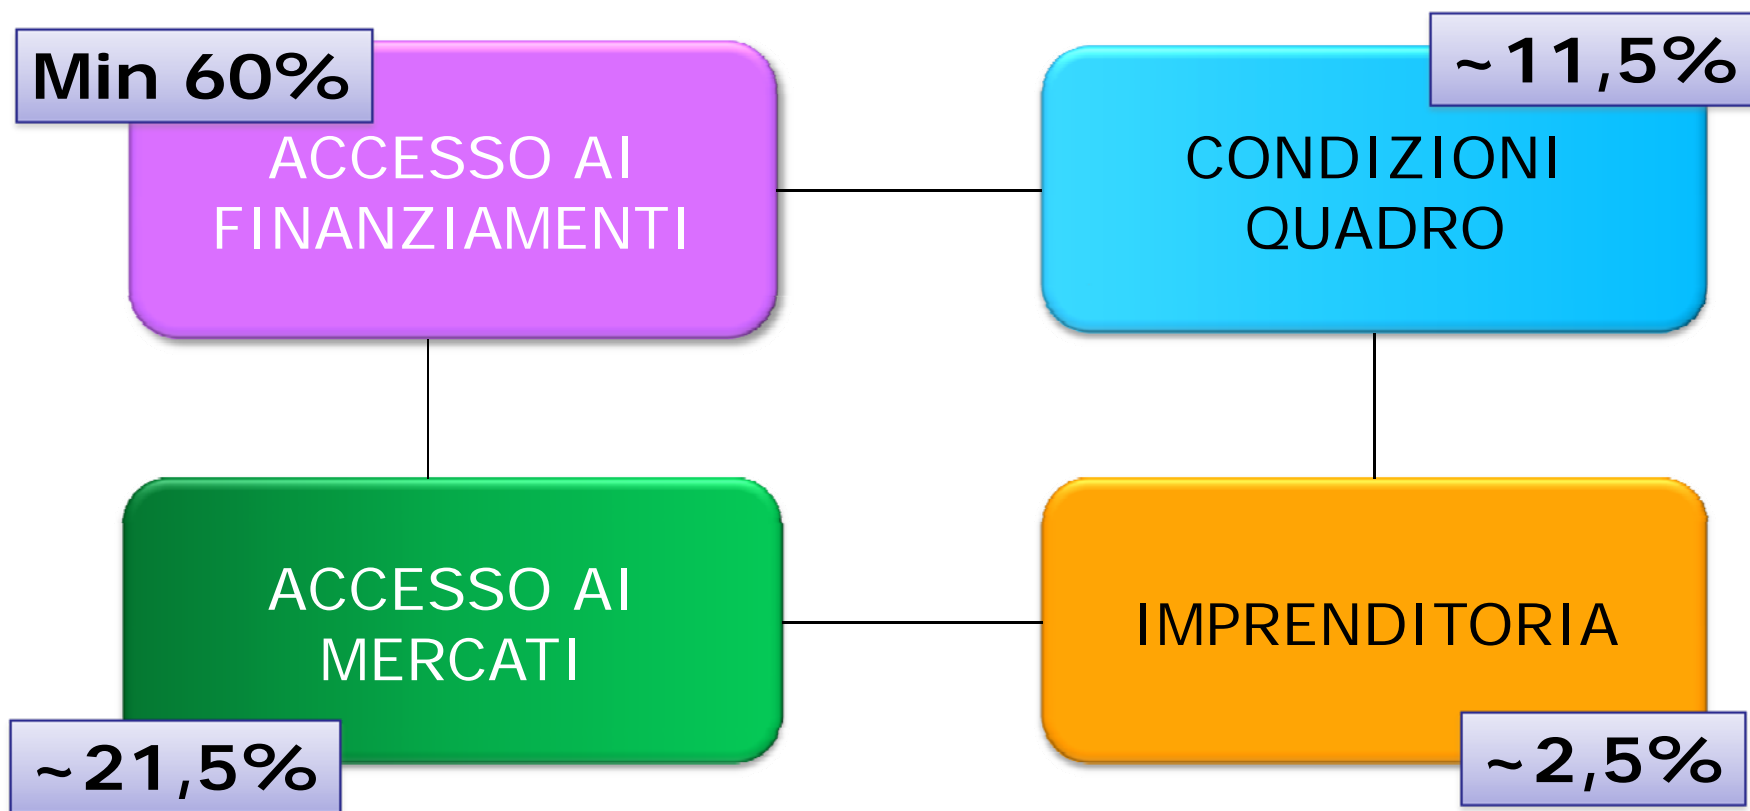 Min 60%
ACCESSO AI
FINANZIAMENTI
~11,5%
CONDIZIONI
QUADRO
ACCESSO AI
MERCATI
~21,5%
IMPRENDITORIA
~2,5%